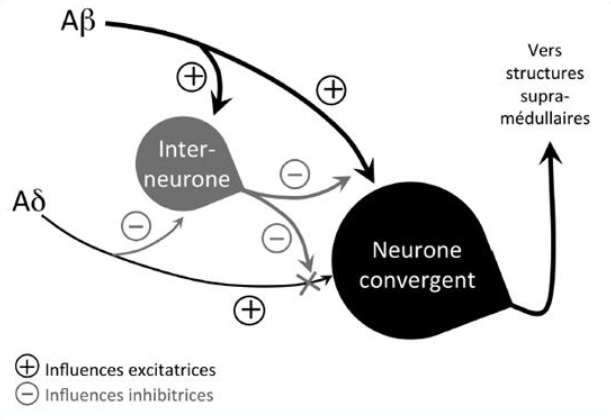 Aβ
+
+
Vers
structures
supra-
médullaires
Inter-
neurone
−
Aδ
−
−
Neurone
convergent
+
+ Influences excitatrices
− Influences inhibitrices